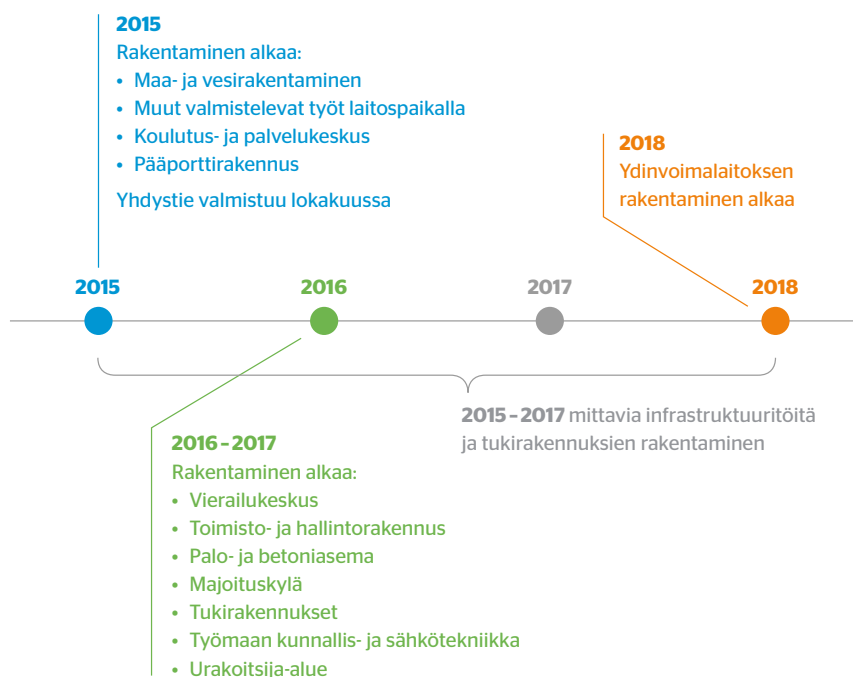 2015
Rakentaminen alkaa:
• Maa- ja vesirakentaminen
• Muut valmistelevat työt laitospaikalla
• Koulutus- ja palvelukeskus
• Pääporttirakennus
Yhdystie valmistuu lokakuussa
2018
Ydinvoimalaitoksen
rakentaminen alkaa
2015
2016
2017
2018
2015–2017 mittavia infrastruktuuritöitä
ja tukirakennuksien rakentaminen
2016–2017
Rakentaminen alkaa:
• Vierailukeskus
• Toimisto- ja hallintorakennus
• Palo- ja betoniasema
• Majoituskylä
• Tukirakennukset
• Työmaan kunnallis- ja sähkötekniikka
• Urakoitsija-alue